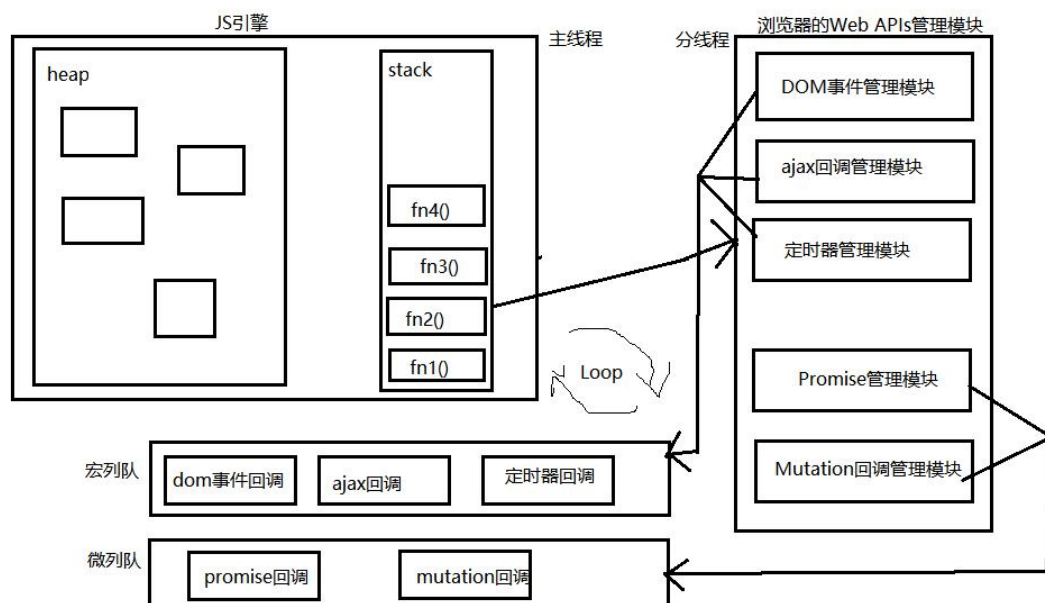 JS引擎
主线程
分线程
浏览器的Web APIs管理模块
heap
stack
fn4()
fn3()
fn2()
fn1()
DOM事件管理模块
ajax回调管理模块
定时器管理模块
Promise管理模块
Mutation回调管理模块
Loop
宏列队
dom事件回调
ajax回调
定时器回调
微列队
promise回调
mutation回调